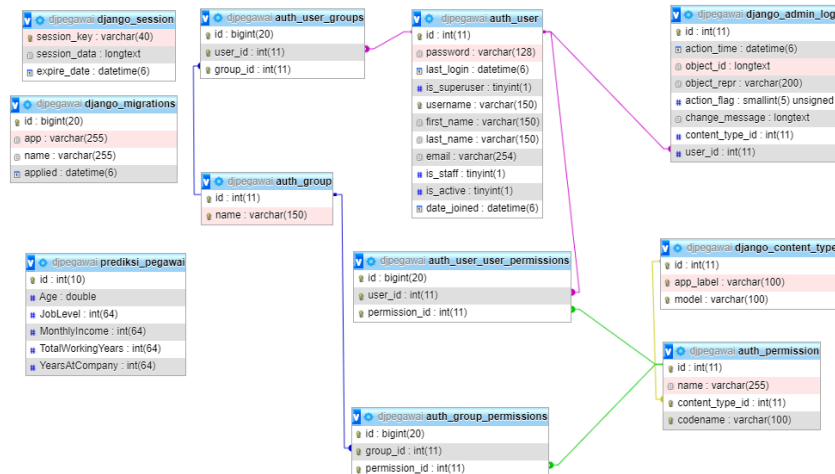 djpegawai django_session
session_key : varchar(40)
session_data : longtext
expire_date : datetime(6)
djpegawai auth_user_groups
id : bigint(20)
user_id : int(11)
group_id : int(11)
djpegawai auth_user
id : int(11)
password : varchar(128)
last_login : datetime(6)
is_superuser : tinyint(1)
username : varchar(150)
first_name : varchar(150)
last_name : varchar(150)
email : varchar(254)
is_staff : tinyint(1)
is_active : tinyint(1)
date_joined : datetime(6)
djpegawai django_admin_log
id : int(11)
action_time : datetime(6)
object_id : longtext
object_repr : varchar(200)
action_flag : smallint(5) unsigned
change_message : longtext
content_type_id : int(11)
user_id : int(11)
djpegawai django_migrations
id : bigint(20)
app : varchar(255)
name : varchar(255)
applied : datetime(6)
djpegawai auth_group
id : int(11)
name : varchar(150)
djpegawai prediksi_pegawai
id : int(10)
Age : double
JobLevel : int(64)
MonthlyIncome : int(64)
TotalWorkingYears : int(64)
YearsAtCompany : int(64)
djpegawai auth_user_user_permissions
id : bigint(20)
user_id : int(11)
permission_id : int(11)
djpegawai django_content_type
id : int(11)
app_label : varchar(100)
model : varchar(100)
djpegawai auth_permission
id : int(11)
name : varchar(255)
content_type_id : int(11)
codename : varchar(100)
djpegawai auth_group_permissions
id : bigint(20)
group_id : int(11)
permission_id : int(11)